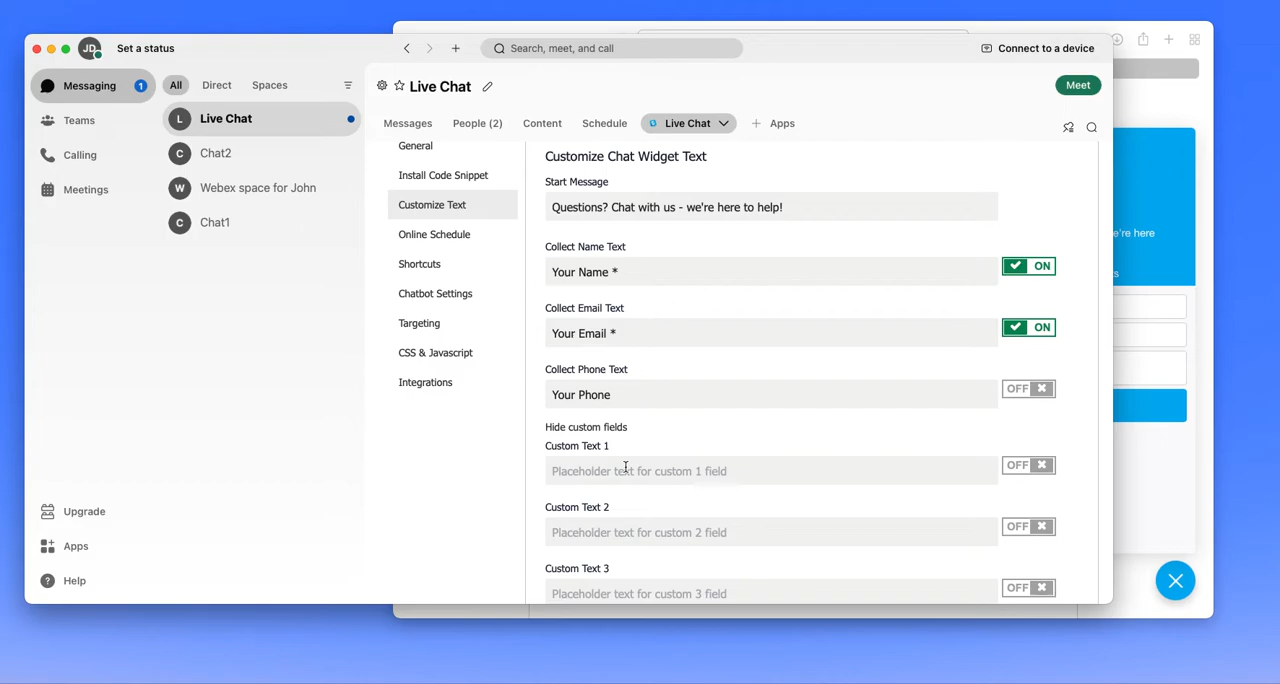 JD
Set a status
Search, meet, and call
Connect to a device
Messaging
1
Teams
Calling
Meetings
Upgrade
Apps
Help
All
Direct
Spaces
L
Live Chat
C
Chat2
W
Webex space for John
C
Chat1
Live Chat
Meet
Messages
People (2)
Content
Schedule
Live Chat
Apps
General
Install Code Snippet
Customize Text
Online Schedule
Shortcuts
Chatbot Settings
Targeting
CSS & Javascript
Integrations
Customize Chat Widget Text
Start Message
Questions? Chat with us - we're here to help!
Collect Name Text
Your Name *
ON
Collect Email Text
Your Email *
ON
Collect Phone Text
Your Phone
OFF
Hide custom fields
Custom Text 1
Placeholder text for custom 1 field
OFF
Custom Text 2
Placeholder text for custom 2 field
OFF
Custom Text 3
Placeholder text for custom 3 field
OFF
e're here
s